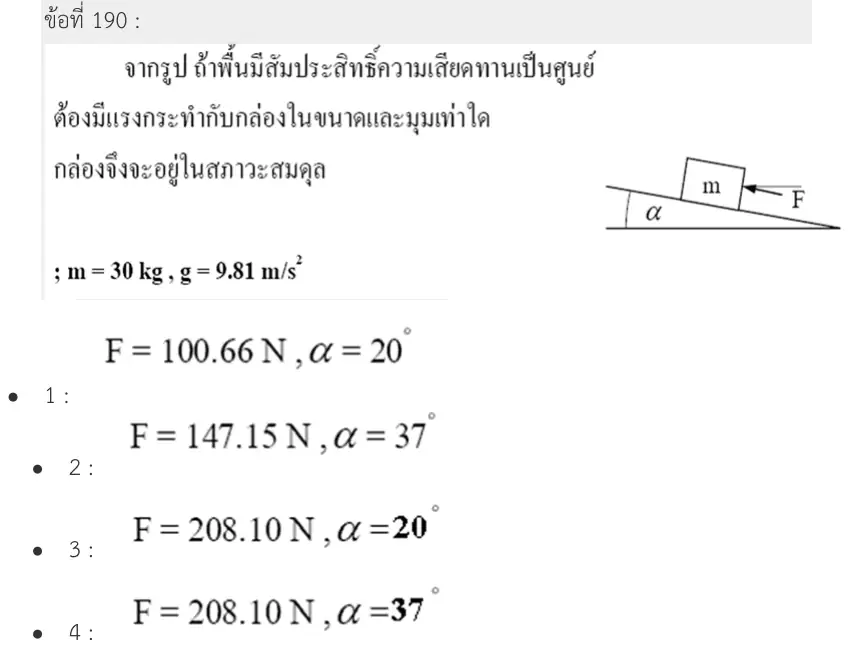 ข้อที่ 190 :
จากรูป ถ้าพื้นมีสัมประสิทธิ์ความเสียดทานเป็นศูนย์
ต้องมีแรงกระทำกับกล่องในขนาดและมุมเท่าใด
กล่องจึงจะอยู่ในสภาวะสมดุล
m
F
α
; m = 30 kg , g = 9.81 m/s²
F = 100.66 N , α = 20°
• 1 :
F = 147.15 N , α = 37°
• 2 :
F = 208.10 N , α =20°
• 3 :
F = 208.10 N , α =37°
• 4 :